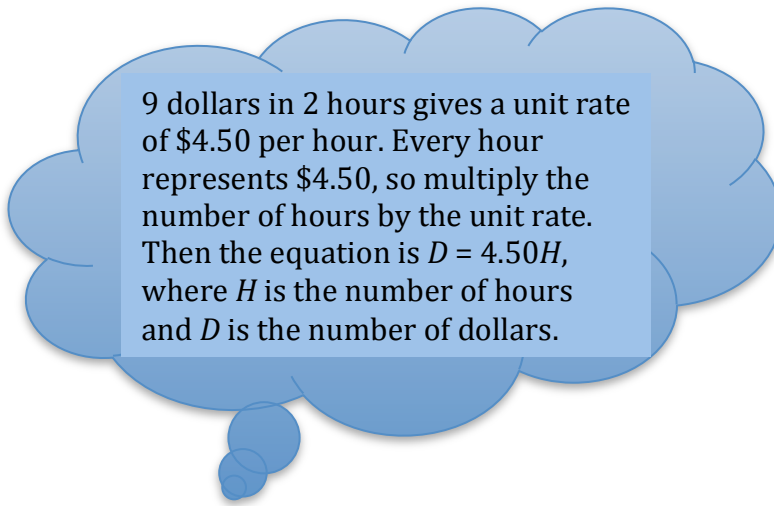 9 dollars in 2 hours gives a unit rate
of $4.50 per hour. Every hour
represents $4.50, so multiply the
number of hours by the unit rate.
Then the equation is D = 4.50H,
where H is the number of hours
and D is the number of dollars.